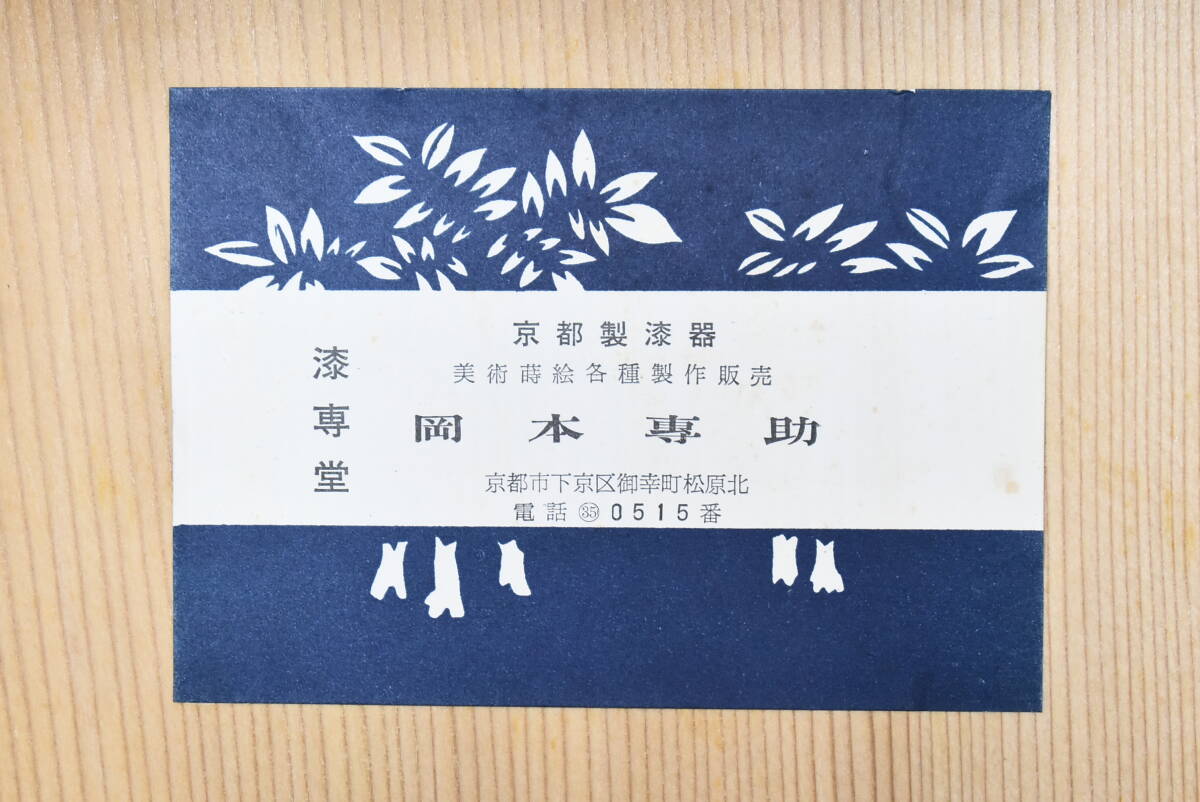 京都製漆器
美術蒔絵各種製作販売
漆専堂
岡本専助
京都市下京区御幸町松原北
電話㉟0515番